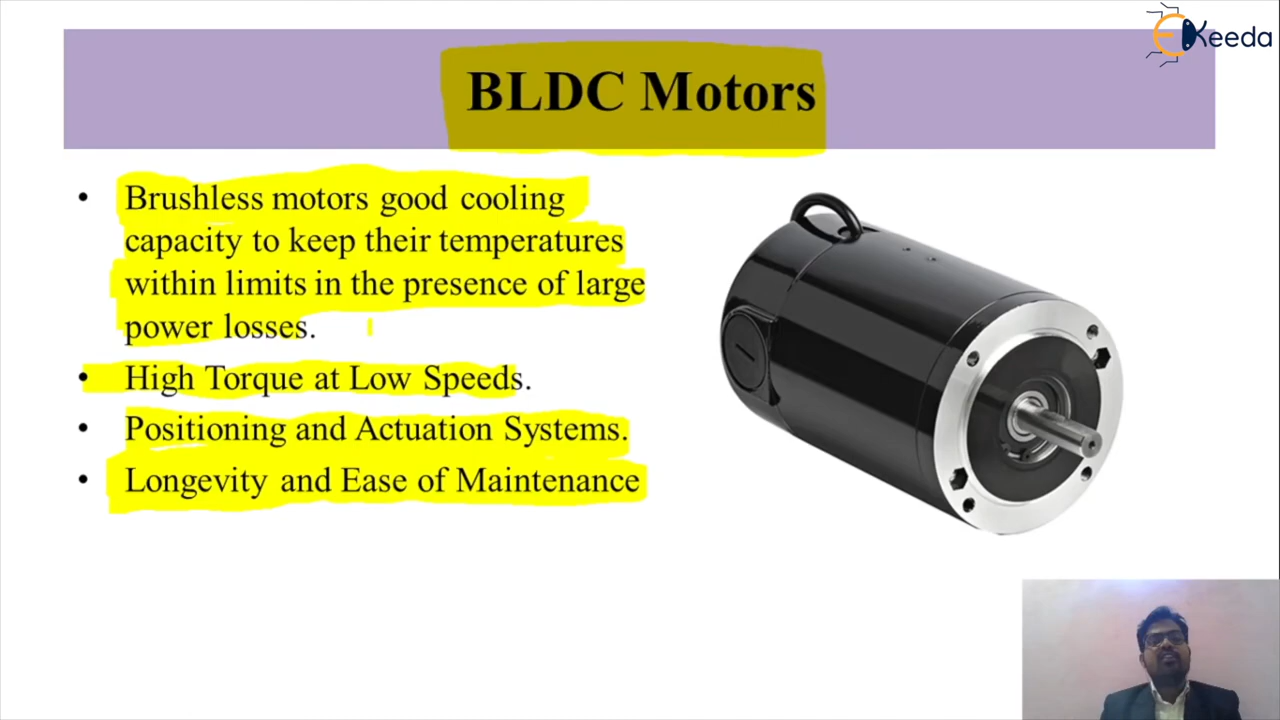 EKeeda
BLDC Motors
• Brushless motors good cooling
capacity to keep their temperatures
within limits in the presence of large
power losses.
• High Torque at Low Speeds.
• Positioning and Actuation Systems.
• Longevity and Ease of Maintenance